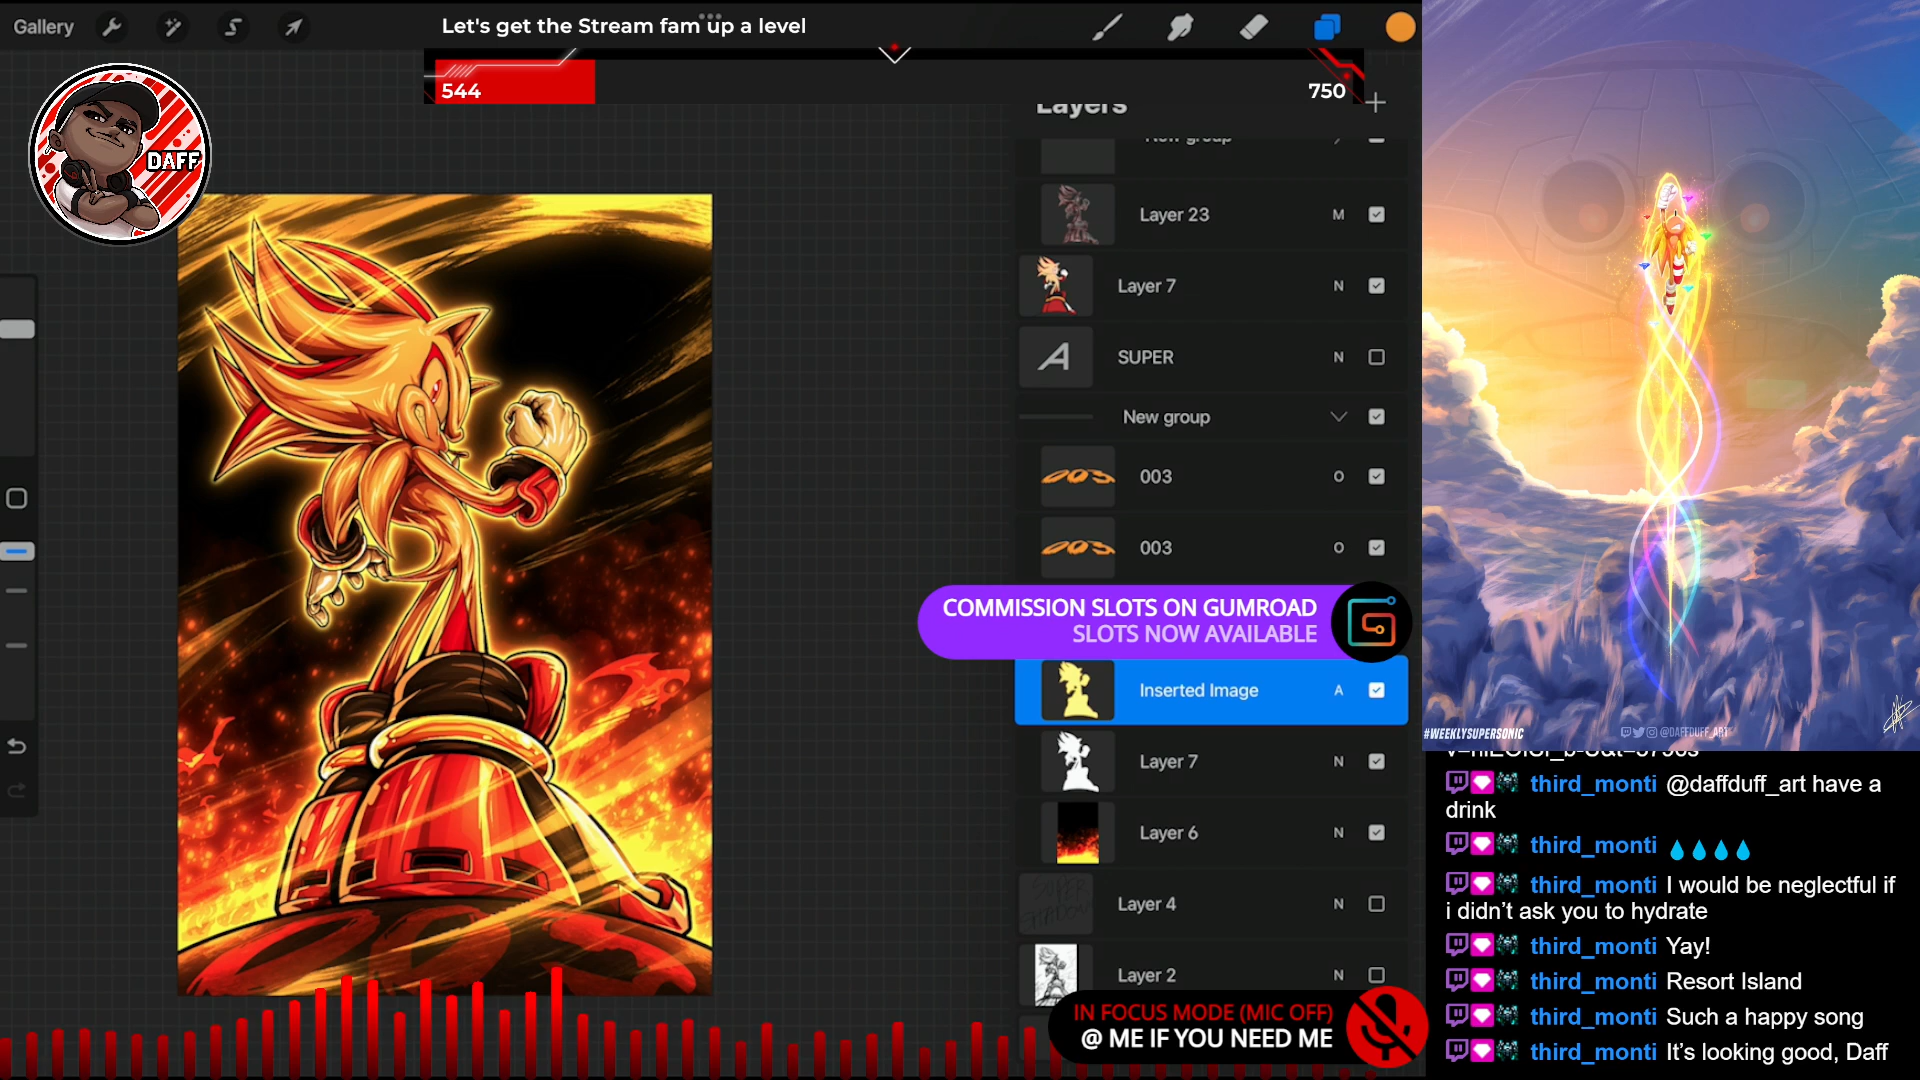 Gallery
Let's get the Stream fam up a level
544
750
DAFF
Layers
New group
Layer 23
M
Layer 7
N
SUPER
N
New group
003
O
003
O
COMMISSION SLOTS ON GUMROAD
SLOTS NOW AVAILABLE
Inserted Image
A
Layer 7
N
Layer 6
N
Layer 4
N
Layer 2
N
IN FOCUS MODE (MIC OFF)
@ ME IF YOU NEED ME
#WEEKLYSUPERSONIC
@DAFFDUFF_ART
third_monti @daffduff_art have a
drink
third_monti
third_monti I would be neglectful if
i didn't ask you to hydrate
third_monti Yay!
third_monti Resort Island
third_monti Such a happy song
third_monti It's looking good, Daff